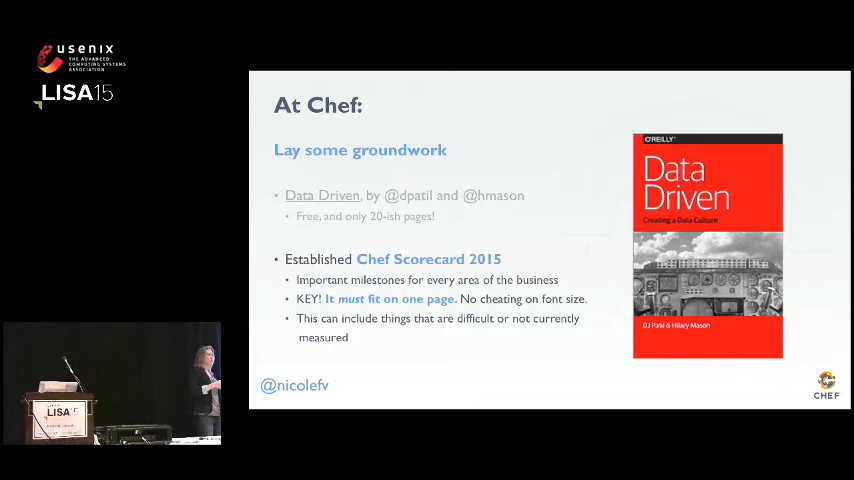 usenix
THE ADVANCED
COMPUTING SYSTEMS
ASSOCIATION
LISA15
At Chef:
Lay some groundwork
• Data Driven, by @dpatil and @hmason
• Free, and only 20-ish pages!
• Established Chef Scorecard 2015
• Important milestones for every area of the business
• KEY! It must fit on one page. No cheating on font size.
• This can include things that are difficult or not currently
measured
@nicolefv
O'REILLY
Data
Driven
Creating a Data Culture
DJ Patil & Hilary Mason
CHEF
LISA15